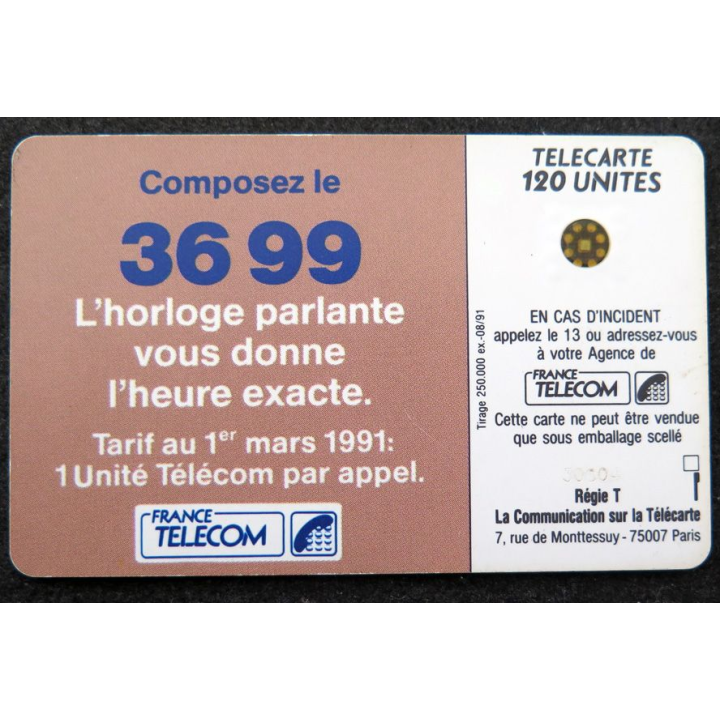 Composez le
36 99
L'horloge parlante
vous donne
l'heure exacte.
Tarif au 1er mars 1991:
1 Unité Télécom par appel.
FRANCE
TELECOM
TELECARTE
120 UNITES
Tirage 250.000 ex.-08/91
EN CAS D'INCIDENT
appelez le 13 ou adressez-vous
à votre Agence de
FRANCE
TELECOM
Cette carte ne peut être vendue
que sous emballage scellé
Régie T
La Communication sur la Télécarte
7, rue de Monttessuy - 75007 Paris